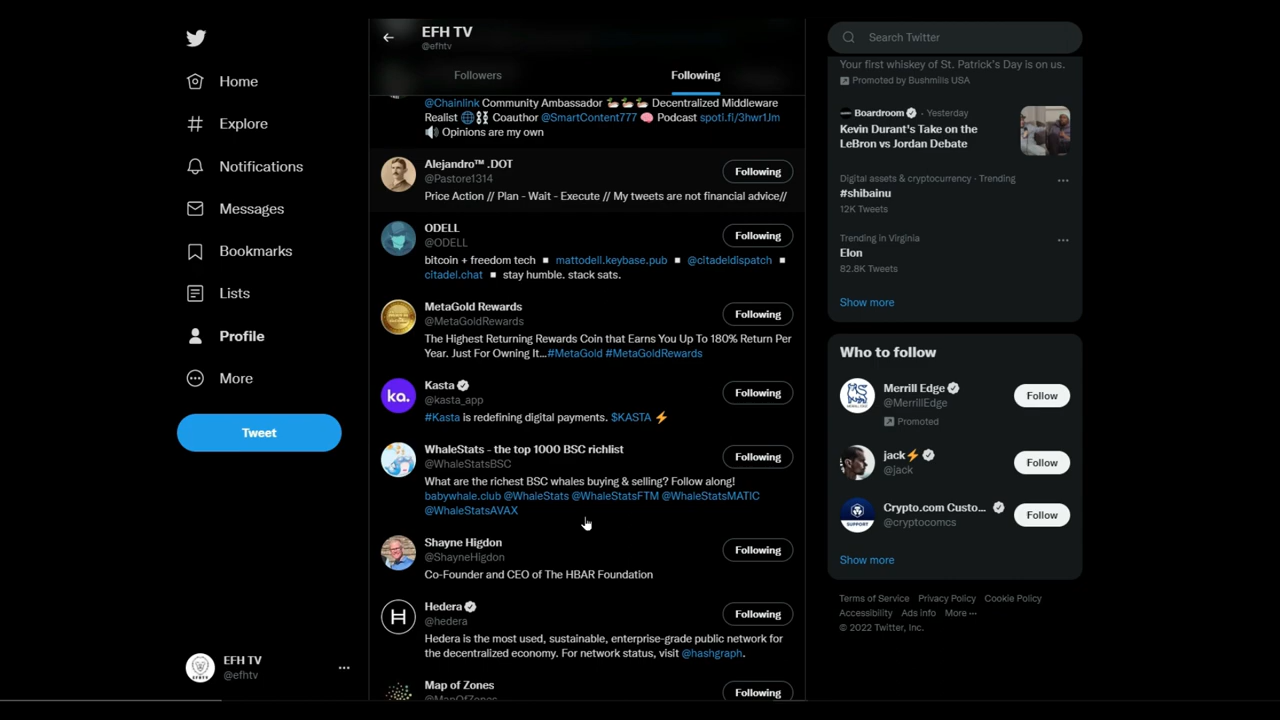 Home
Explore
Notifications
Messages
Bookmarks
Lists
Profile
More
Tweet
EFH TV
@efhtv
EFH TV
@efhtv
Followers
Following
@Chainlink Community Ambassador Decentralized Middleware
Realist Coauthor @SmartContent777 Podcast spoti.fi/3hwr1Jm
Opinions are my own
Alejandro™ .DOT
@Pastore1314
Following
Price Action // Plan - Wait - Execute // My tweets are not financial advice//
ODELL
@ODELL
Following
bitcoin + freedom tech ▪ mattodell.keybase.pub ▪ @citadeldispatch ▪
citadel.chat ▪ stay humble. stack sats.
MetaGold Rewards
@MetaGoldRewards
Following
The Highest Returning Rewards Coin that Earns You Up To 180% Return Per
Year. Just For Owning It...#MetaGold #MetaGoldRewards
Kasta
@kasta_app
Following
#Kasta is redefining digital payments. $KASTA ⚡
WhaleStats - the top 1000 BSC richlist
@WhaleStatsBSC
Following
What are the richest BSC whales buying & selling? Follow along!
babywhale.club @WhaleStats @WhaleStatsFTM @WhaleStatsMATIC
@WhaleStatsAVAX
Shayne Higdon
@ShayneHigdon
Following
Co-Founder and CEO of The HBAR Foundation
Hedera
@hedera
Following
Hedera is the most used, sustainable, enterprise-grade public network for
the decentralized economy. For network status, visit @hashgraph.
Map of Zones
@MapOfZones
Following
Search Twitter
Your first whiskey of St. Patrick's Day is on us.
Promoted by Bushmills USA
Boardroom · Yesterday
Kevin Durant's Take on the
LeBron vs Jordan Debate
Digital assets & cryptocurrency · Trending
#shibainu
12K Tweets
Trending in Virginia
Elon
82.8K Tweets
Show more
Who to follow
Merrill Edge
@MerrillEdge
Promoted
Follow
jack⚡
@jack
Follow
Crypto.com Custo...
@cryptocomcs
Follow
Show more
Terms of Service Privacy Policy Cookie Policy
Accessibility Ads info More ···
© 2022 Twitter, Inc.